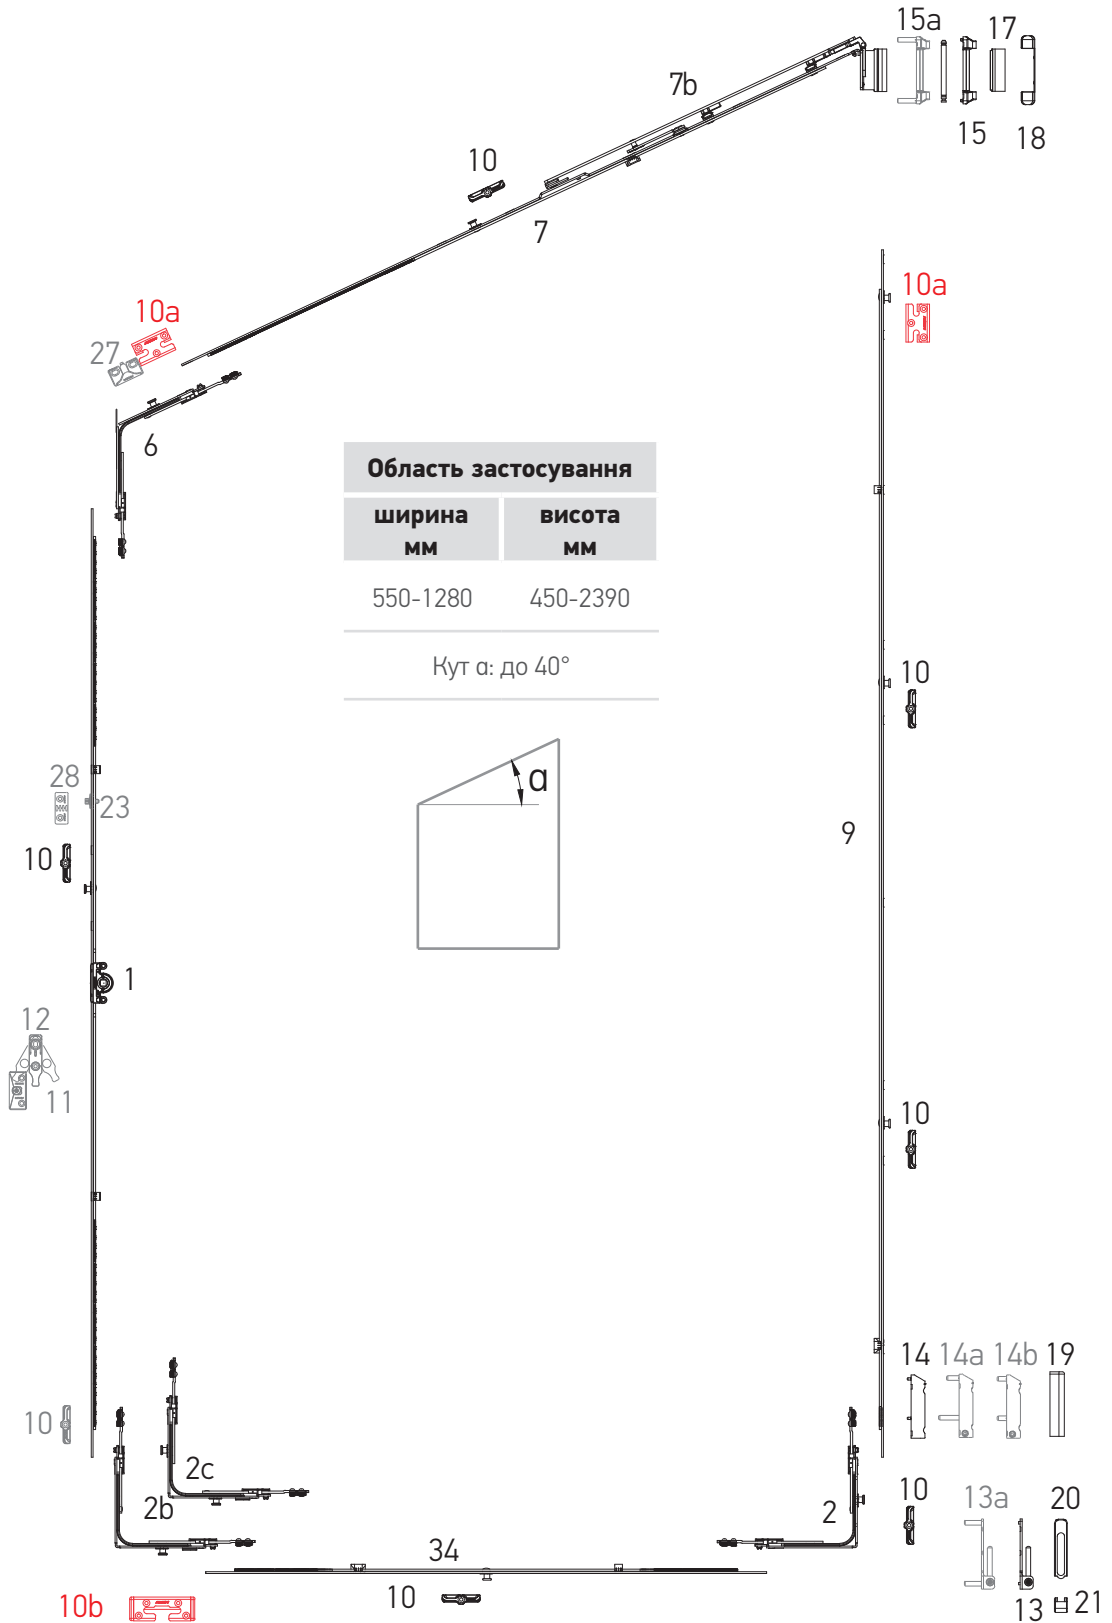 15a
17
7b
15
18
10
7
10a
10a
27
6
Область застосування
ширина
мм
висота
мм
550-1280
450-2390
Кут α: до 40°
10
28
23
α
9
10
1
12
11
10
14
14a
14b
19
10
2c
2b
2
10
13a
20
34
10b
10
13
21